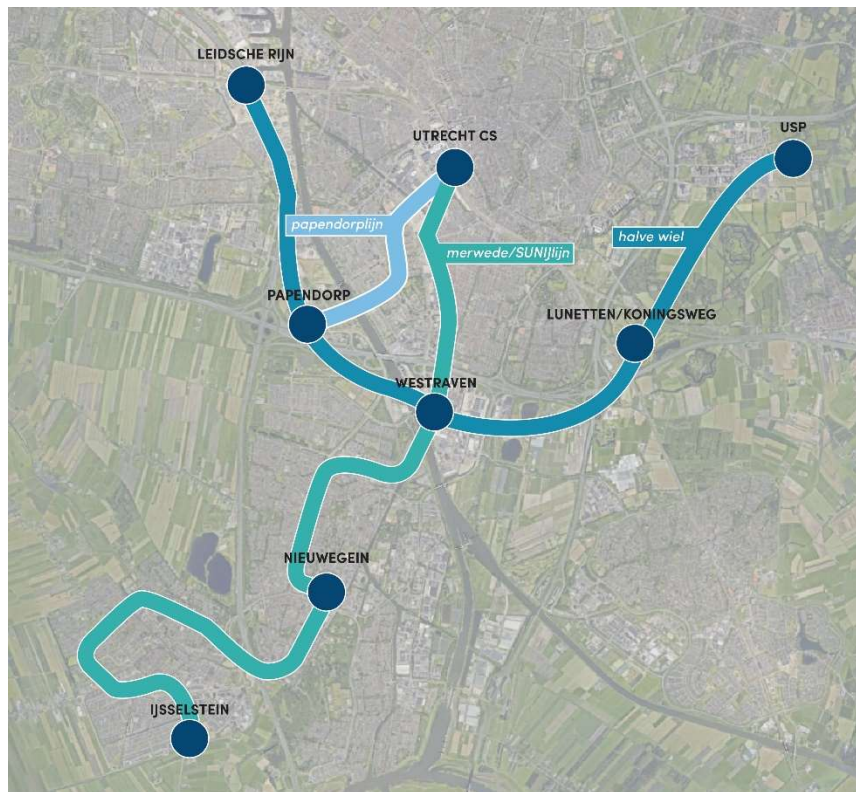 LEIDSCHE RIJN
UTRECHT CS
USP
papendorplijn
halve wiel
merwede/SUNIJlijn
PAPENDORP
LUNETTEN/KONINGSWEG
WESTRAVEN
NIEUWEGEIN
IJSSELSTEIN